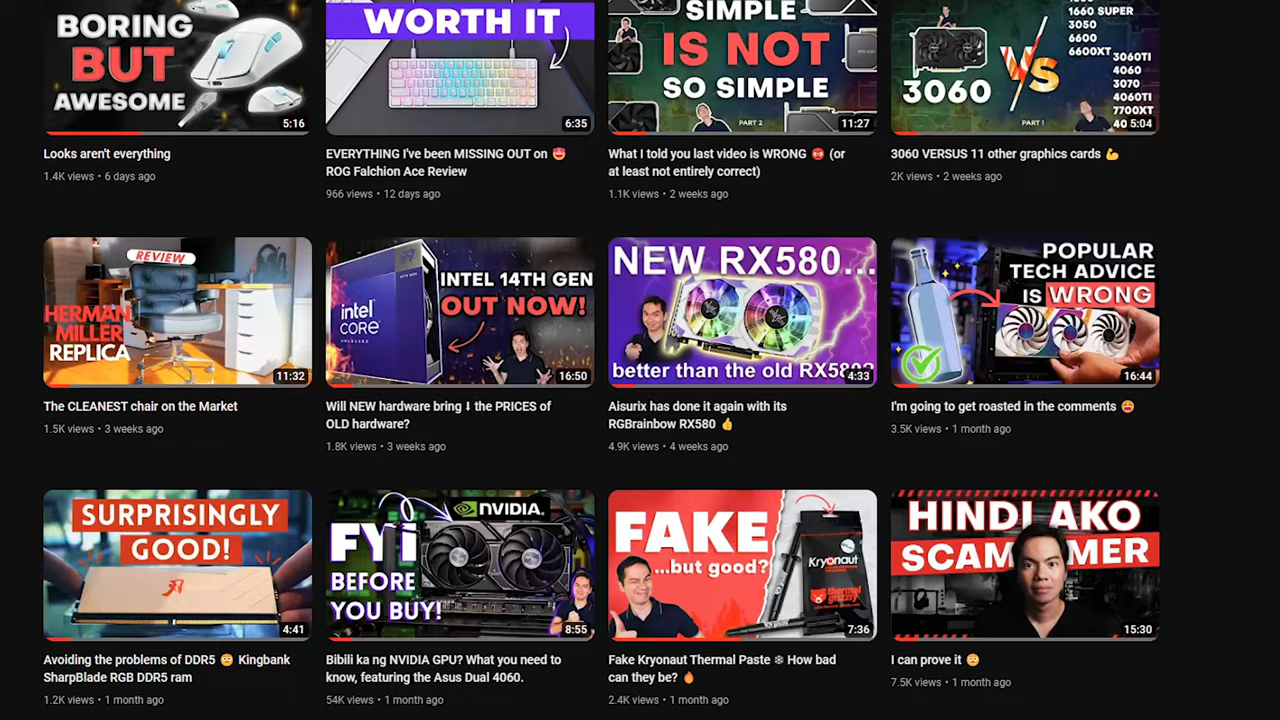 BORING
BUT
AWESOME
5:16
WORTH IT
6:35
SIMPLE
IS NOT
SO SIMPLE
PART 2
11:27
3060
VS
1660 SUPER
3050
6600
6600XT
3060TI
4060
3070
4060TI
7700XT
40
PART 1
5:04
Looks aren't everything
1.4K views • 6 days ago
EVERYTHING I've been MISSING OUT on 😍
ROG Falchion Ace Review
966 views • 12 days ago
What I told you last video is WRONG (or
at least not entirely correct)
1.1K views • 2 weeks ago
3060 VERSUS 11 other graphics cards 💪
2K views • 2 weeks ago
REVIEW
HERMAN
MILLER
REPLICA
11:32
intel
CORE
UNLOCKED
i9
INTEL 14TH GEN
OUT NOW!
16:50
NEW RX580...
better than the old RX580?
4:33
POPULAR
TECH ADVICE
IS WRONG
16:44
The CLEANEST chair on the Market
1.5K views • 3 weeks ago
Will NEW hardware bring ⬇ the PRICES of
OLD hardware?
1.8K views • 3 weeks ago
Aisurix has done it again with its
RGBrainbow RX580 👍
4.9K views • 4 weeks ago
I'm going to get roasted in the comments 😩
3.5K views • 1 month ago
SURPRISINGLY
GOOD!
4:41
NVIDIA.
FYi
BEFORE
YOU BUY!
8:55
FAKE
...but good?
Kryonaut
thermal
grizzly
7:36
HINDI AKO
SCAMMER
15:30
Avoiding the problems of DDR5 😳 Kingbank
SharpBlade RGB DDR5 ram
1.2K views • 1 month ago
Bibili ka ng NVIDIA GPU? What you need to
know, featuring the Asus Dual 4060.
54K views • 1 month ago
Fake Kryonaut Thermal Paste ❄ How bad
can they be? 🔥
2.4K views • 1 month ago
I can prove it 😳
7.5K views • 1 month ago